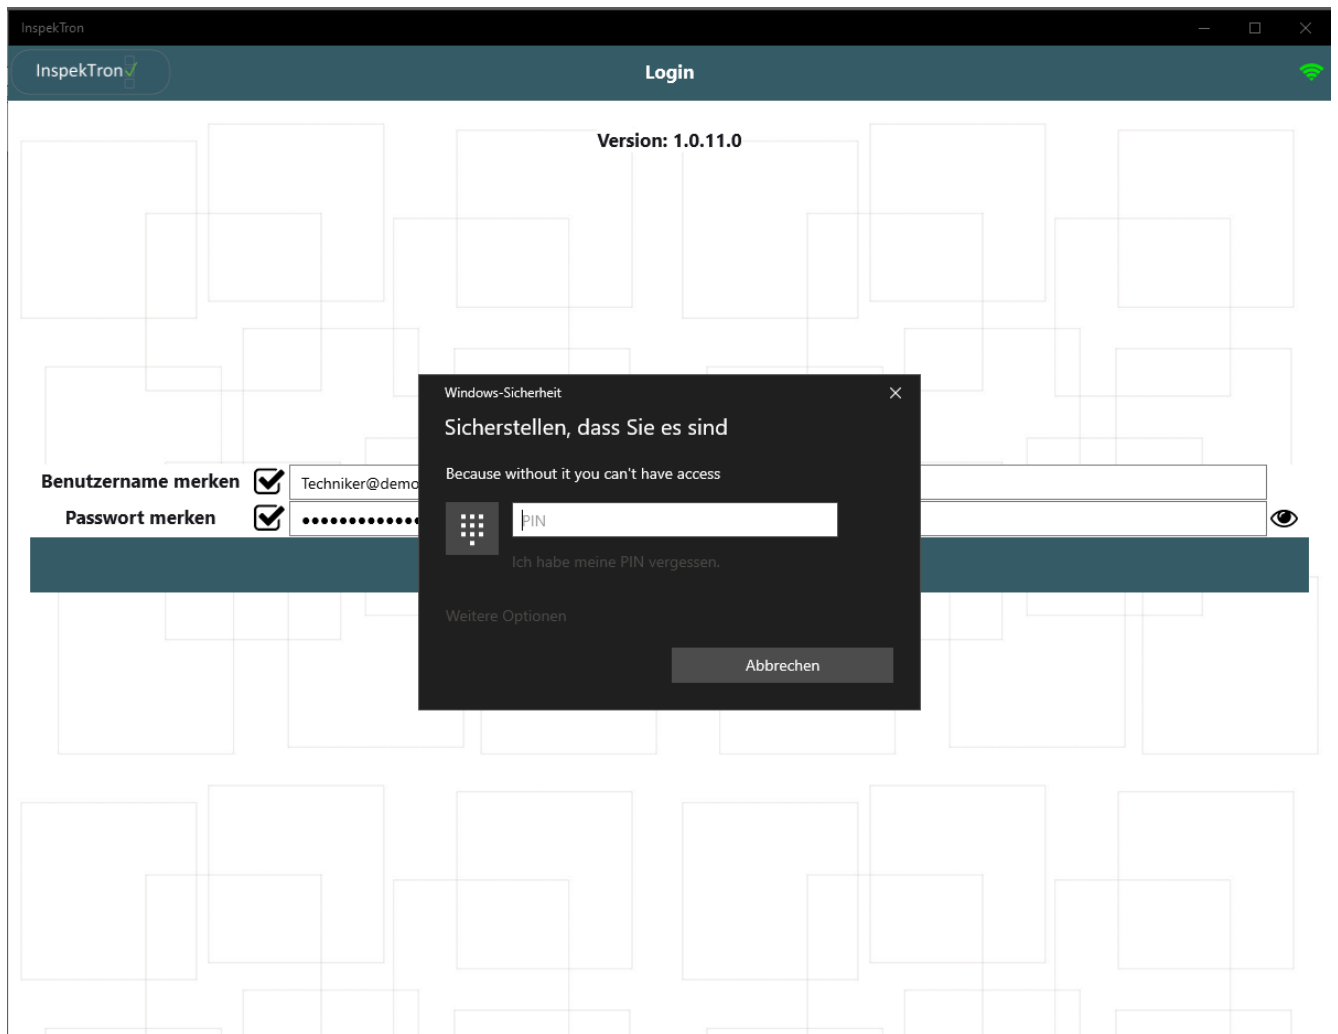 InspekTron
InspekTron
Login
Version: 1.0.11.0
Windows-Sicherheit
Sicherstellen, dass Sie es sind
Because without it you can't have access
Benutzername merken
Techniker@demo
Passwort merken
PIN
Ich habe meine PIN vergessen.
Weitere Optionen
Abbrechen